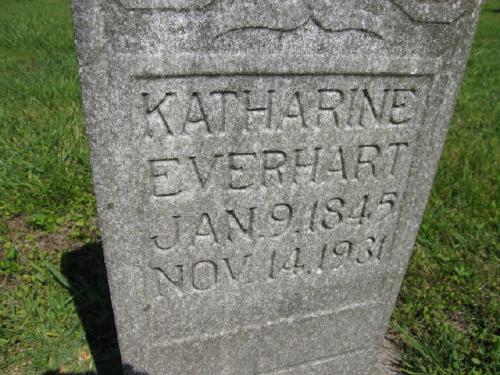 KATHARINE
EVERHART
JAN.9.1845
NOV.14.1931